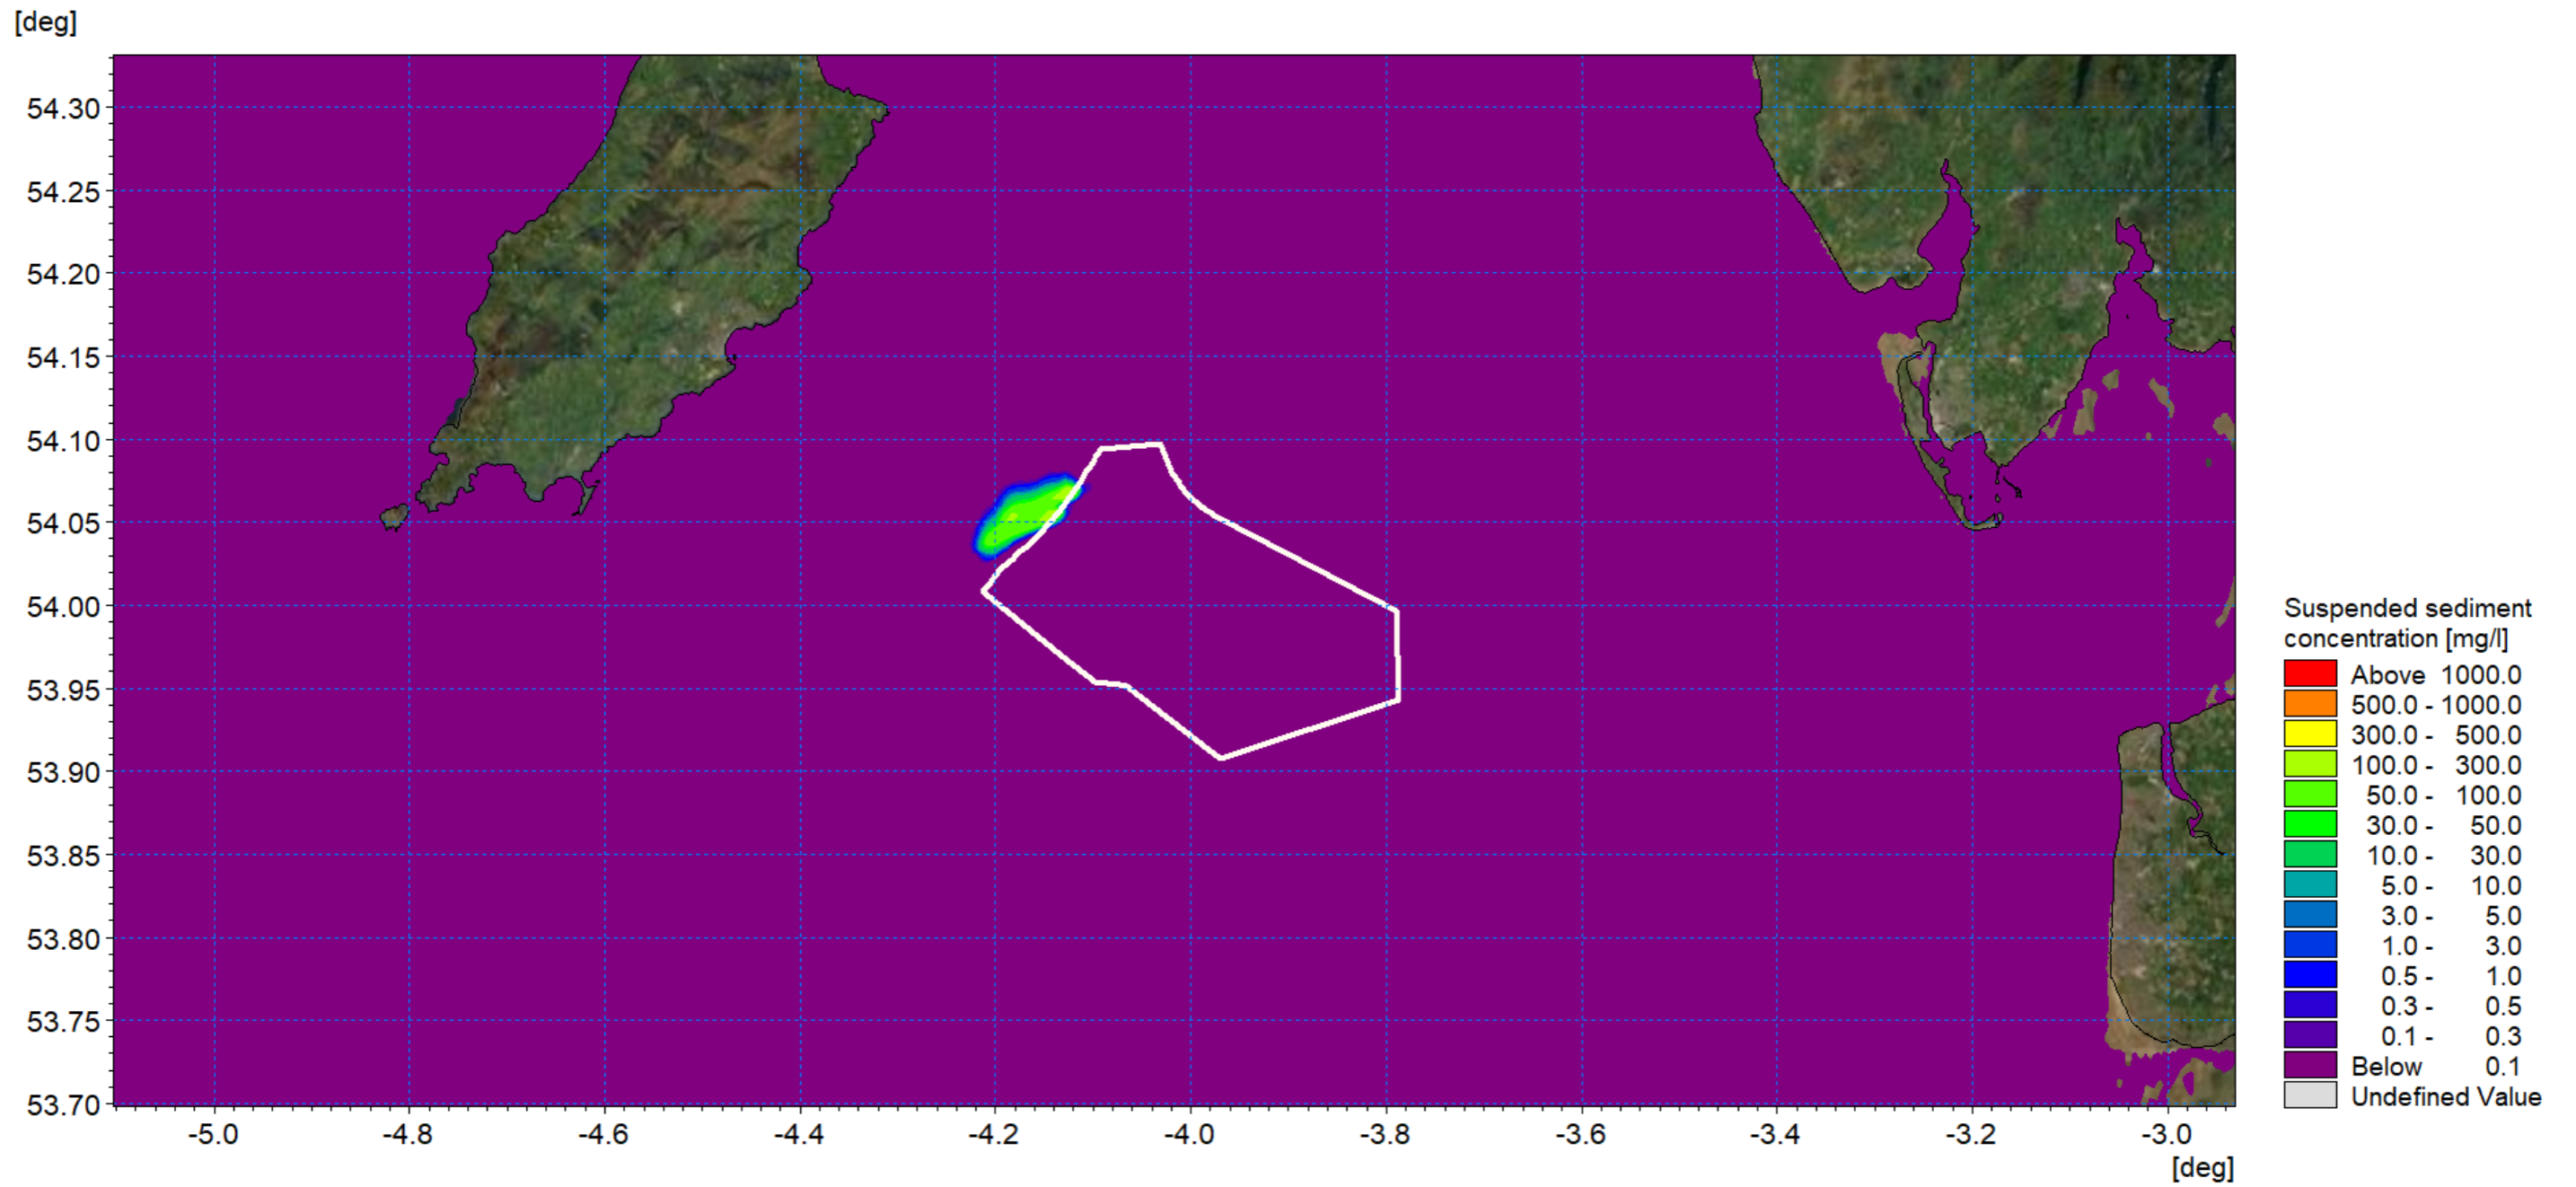 [deg]
54.30
54.25
54.20
54.15
54.10
54.05
54.00
53.95
53.90
53.85
53.80
53.75
53.70
-5.0 -4.8 -4.6 -4.4 -4.2 -4.0 -3.8 -3.6 -3.4 -3.2 -3.0
[deg]
Suspended sediment
concentration [mg/l]
Above 1000.0
500.0 - 1000.0
300.0 - 500.0
100.0 - 300.0
50.0 - 100.0
30.0 - 50.0
10.0 - 30.0
5.0 - 10.0
3.0 - 5.0
1.0 - 3.0
0.5 - 1.0
0.3 - 0.5
0.1 - 0.3
Below 0.1
Undefined Value